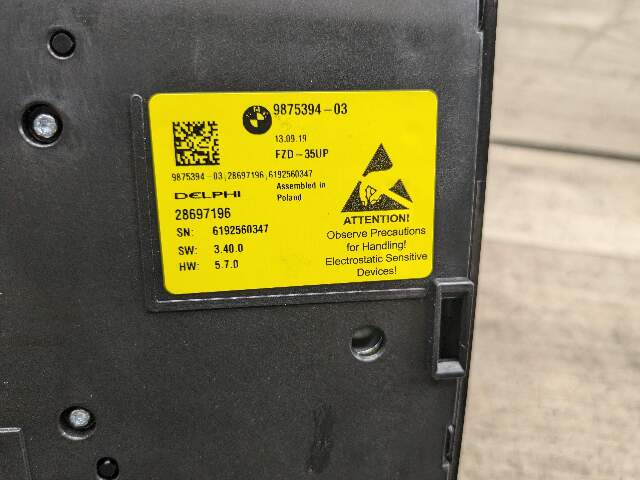 9875394-03
13.09.19
FZD-35UP
9875394-03,28697196,6192560347
DELPHI
Assembled in
Poland
28697196
SN: 6192560347
SW: 3.40.0
HW: 5.7.0
ATTENTION!
Observe Precautions
for Handling!
Electrostatic Sensitive
Devices!